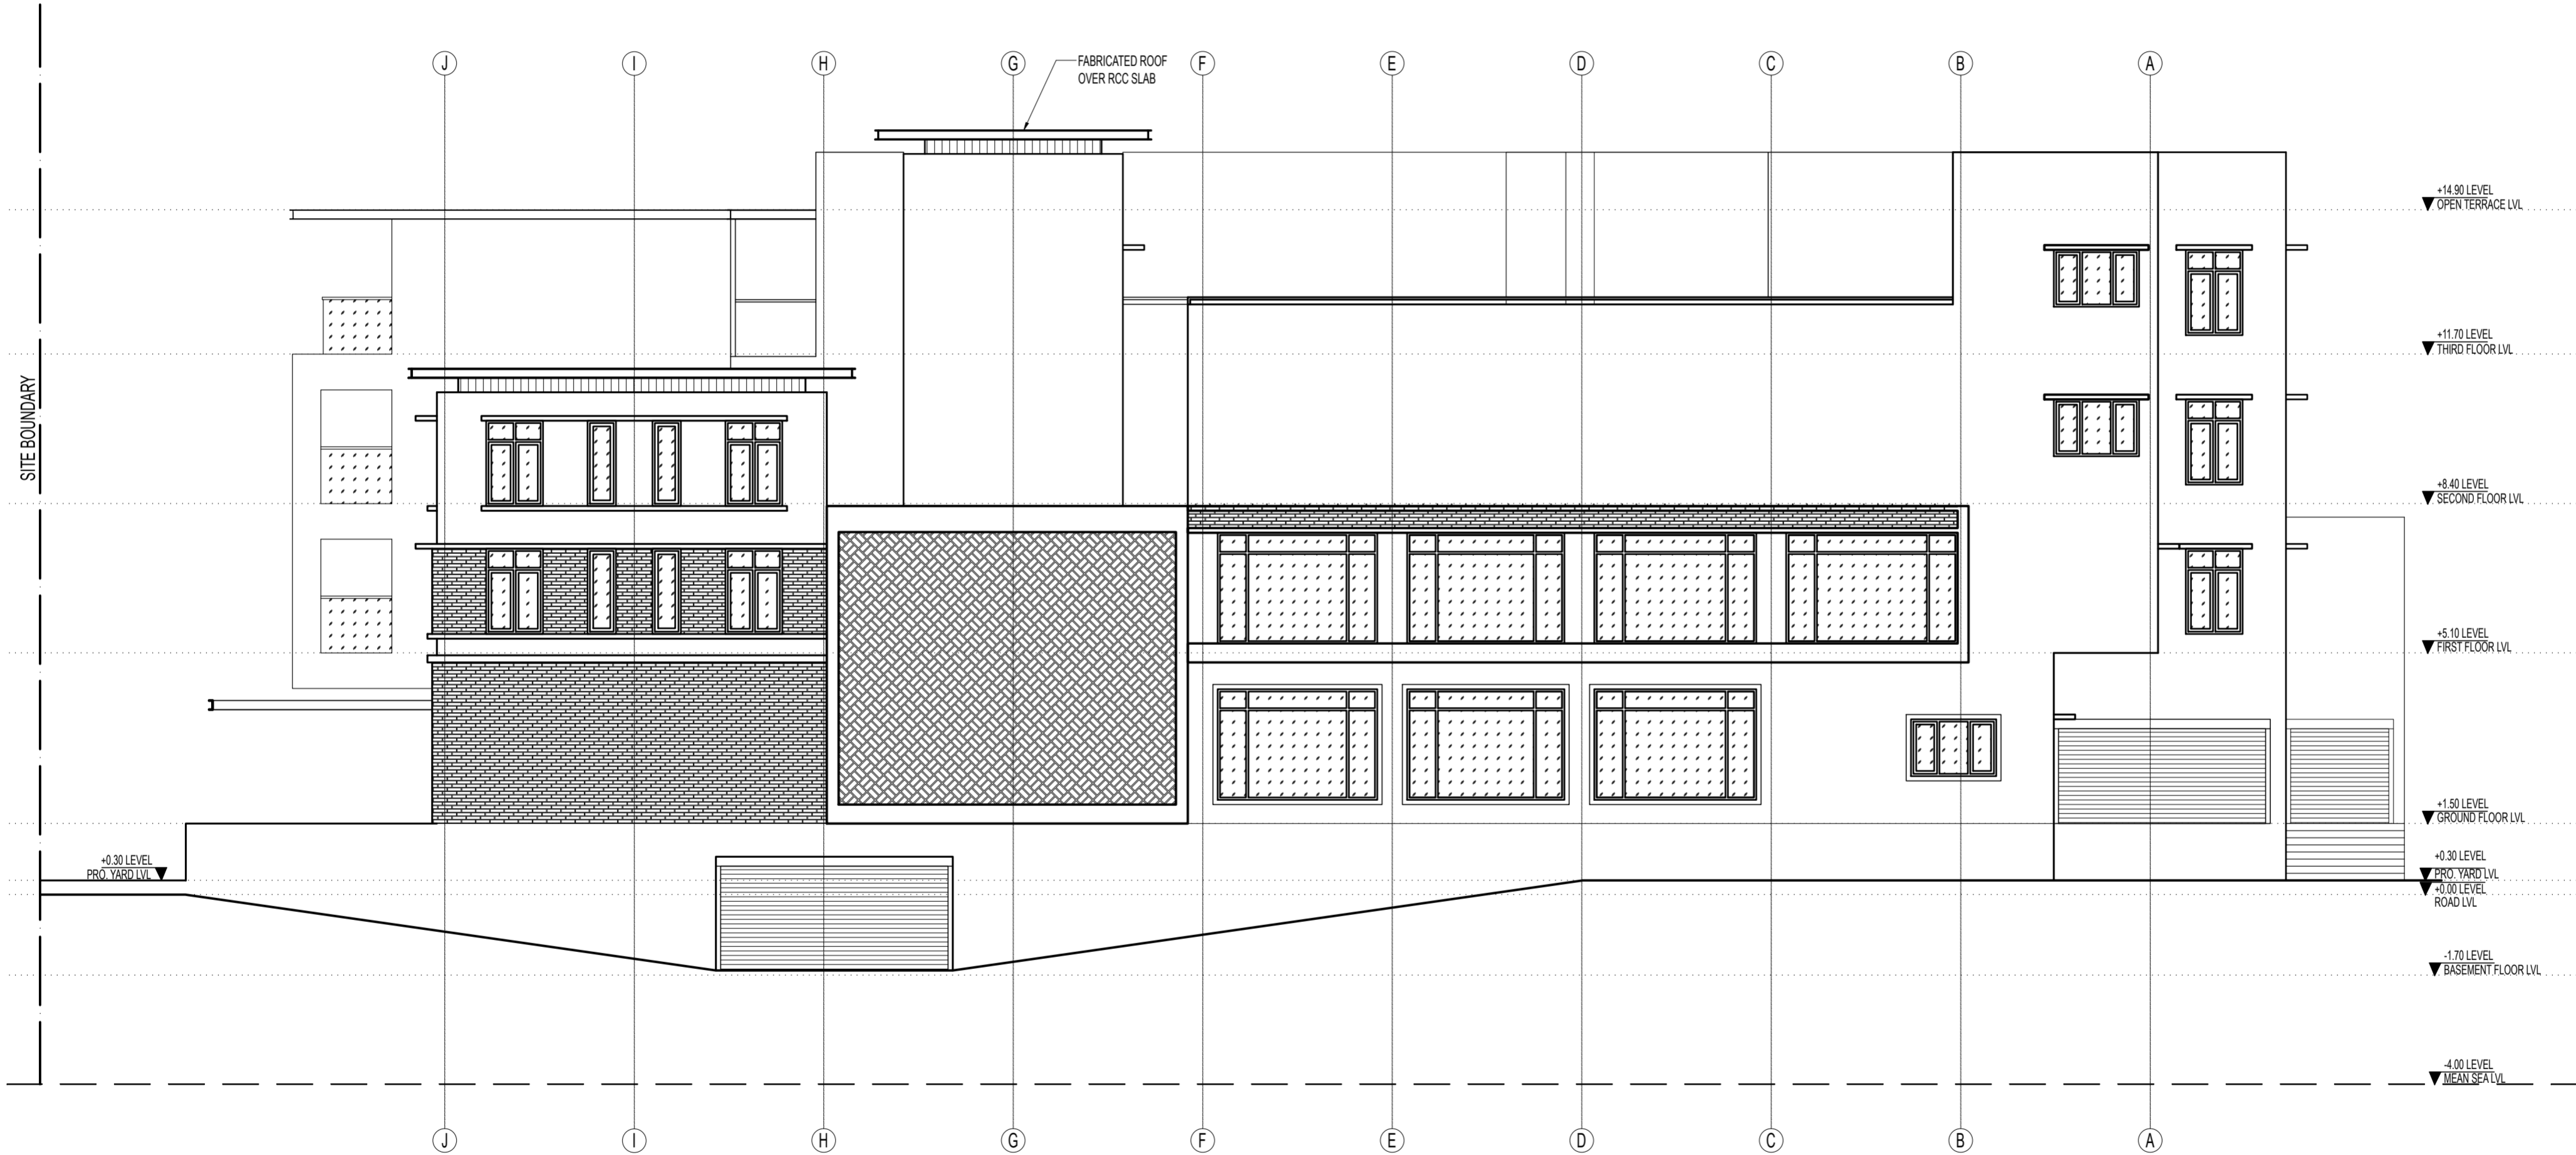 J I H G F E D C B A
FABRICATED ROOF
OVER RCC SLAB
+14.90 LEVEL
OPEN TERRACE LVL
+11.70 LEVEL
THIRD FLOOR LVL
SITE BOUNDARY
+8.40 LEVEL
SECOND FLOOR LVL
+5.10 LEVEL
FIRST FLOOR LVL
+1.50 LEVEL
GROUND FLOOR LVL
+0.30 LEVEL
PRO. YARD LVL
+0.30 LEVEL
PRO. YARD LVL
+0.00 LEVEL
ROAD LVL
-1.70 LEVEL
BASEMENT FLOOR LVL
-4.00 LEVEL
MEAN SEA LVL
J I H G F E D C B A